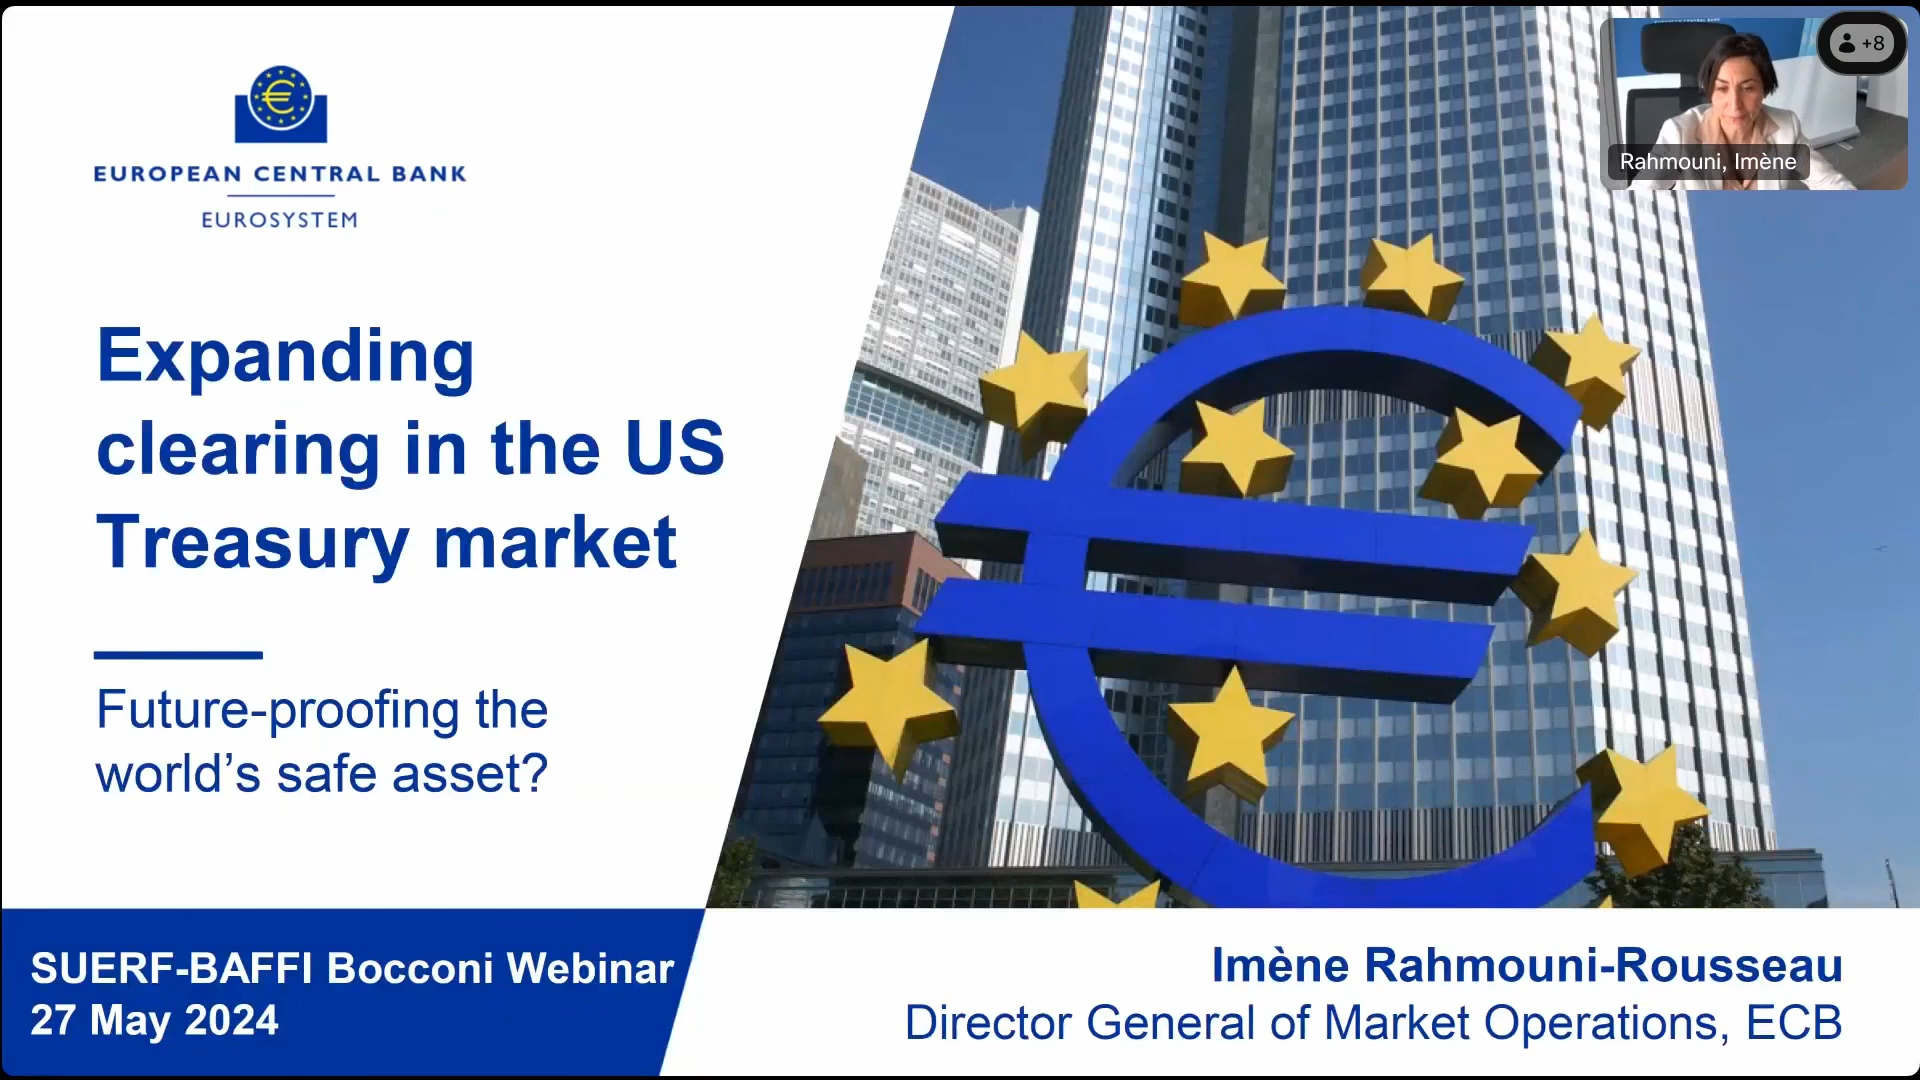 EUROPEAN CENTRAL BANK
EUROSYSTEM
Expanding
clearing in the US
Treasury market
Future-proofing the
world's safe asset?
SUERF-BAFFI Bocconi Webinar
27 May 2024
Imène Rahmouni-Rousseau
Director General of Market Operations, ECB
+8
Rahmouni, Imène